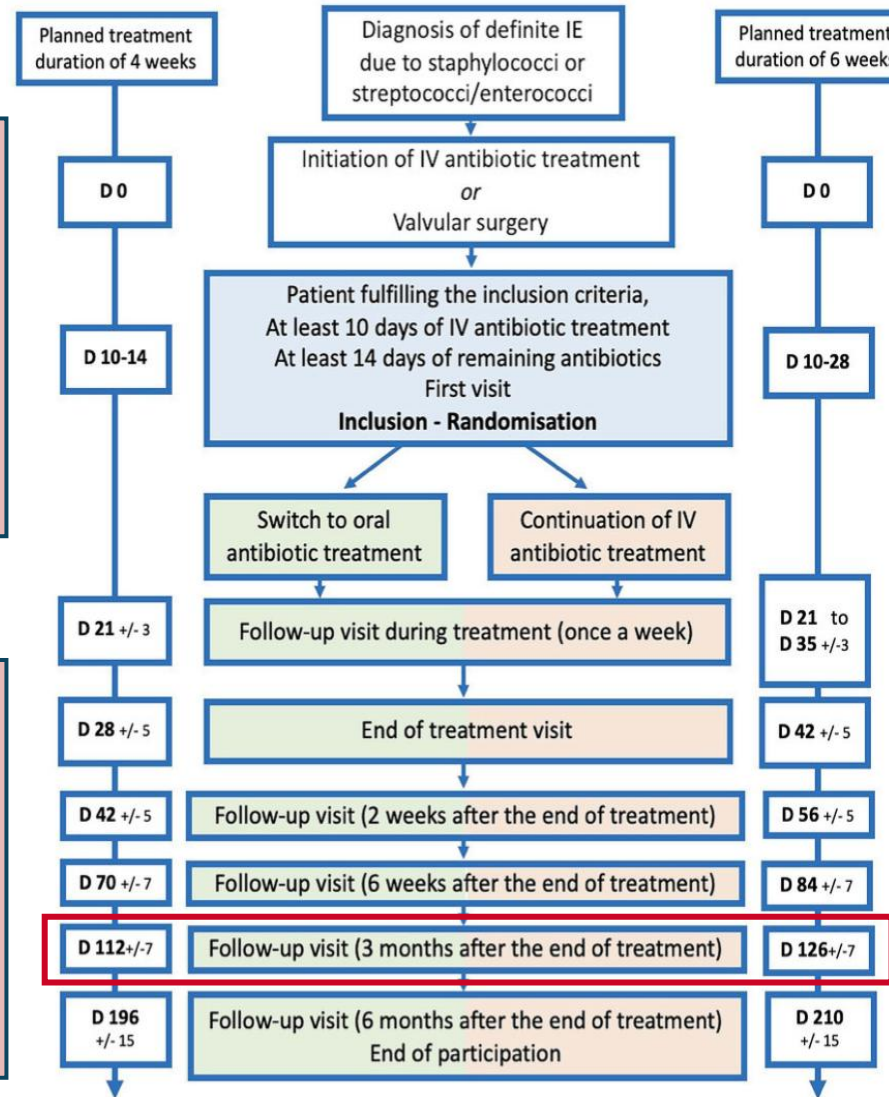 Planned treatment
duration of 4 weeks
Diagnosis of definite IE
due to staphylococci or
streptococci/enterococci
Planned treatment
duration of 6 weeks
D 0
Initiation of IV antibiotic treatment
or
Valvular surgery
D 0
D 10-14
Patient fulfilling the inclusion criteria,
At least 10 days of IV antibiotic treatment
At least 14 days of remaining antibiotics
First visit
Inclusion - Randomisation
D 10-28
Switch to oral
antibiotic treatment
Continuation of IV
antibiotic treatment
D 21 +/- 3
Follow-up visit during treatment (once a week)
D 21 to
D 35 +/-3
D 28 +/- 5
End of treatment visit
D 42 +/- 5
D 42 +/- 5
Follow-up visit (2 weeks after the end of treatment)
D 56 +/- 5
D 70 +/- 7
Follow-up visit (6 weeks after the end of treatment)
D 84 +/- 7
D 112+/-7
Follow-up visit (3 months after the end of treatment)
D 126+/-7
D 196
+/- 15
Follow-up visit (6 months after the end of treatment)
End of participation
D 210
+/- 15